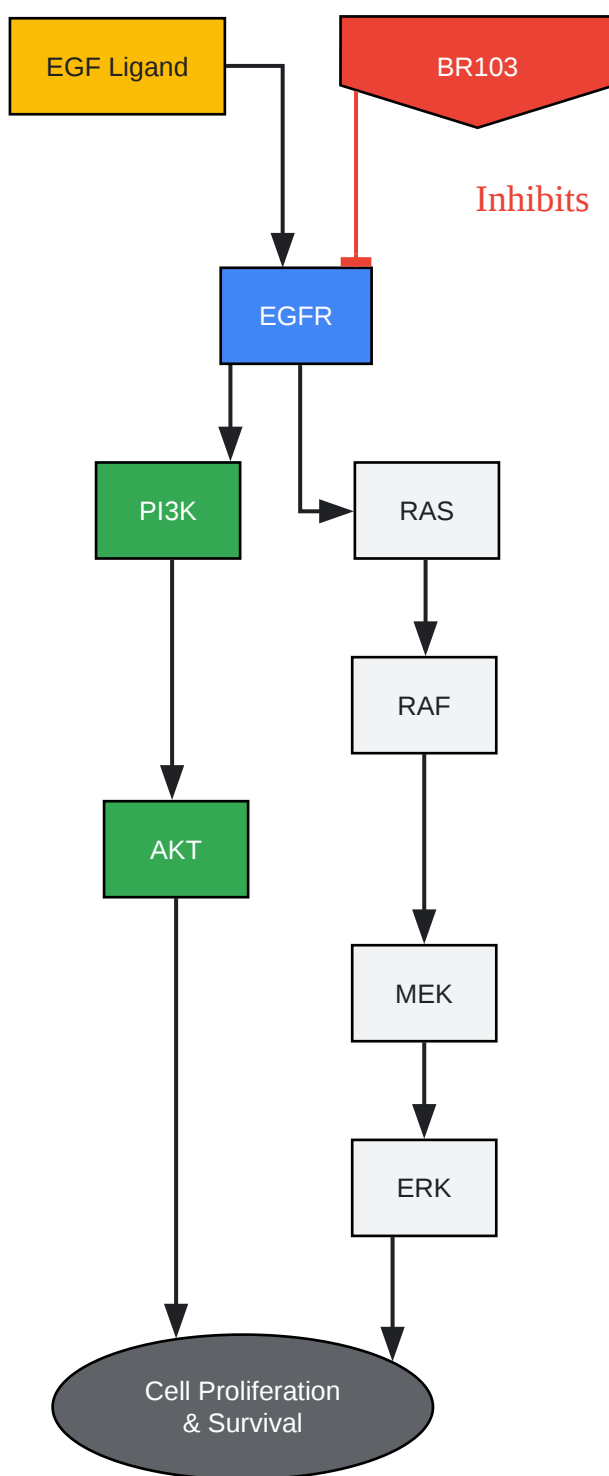 EGF Ligand
BR103
Inhibits
EGFR
PI3K
RAS
RAF
AKT
MEK
ERK
Cell Proliferation
& Survival